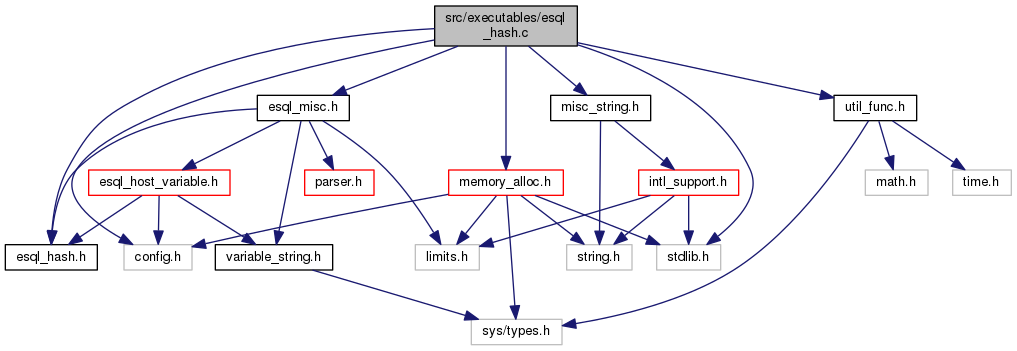 src/executables/esql
_hash.c
esql_misc.h
misc_string.h
util_func.h
esql_host_variable.h
parser.h
memory_alloc.h
intl_support.h
math.h
time.h
esql_hash.h
config.h
variable_string.h
limits.h
string.h
stdlib.h
sys/types.h